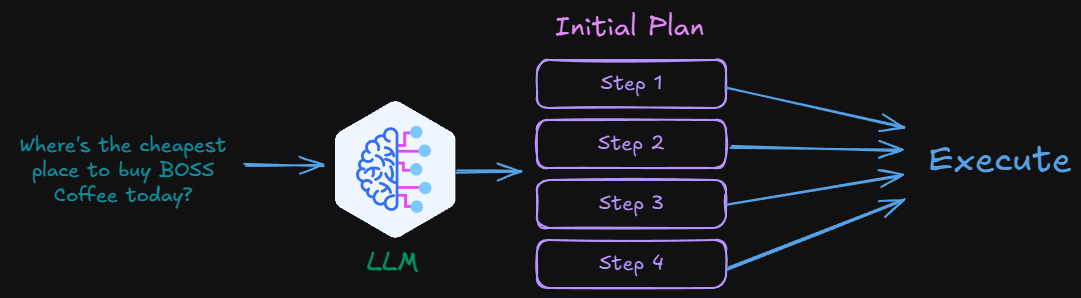 Initial Plan
Step 1
Step 2
Step 3
Step 4
Where's the cheapest
place to buy BOSS
Coffee today?
LLM
Execute